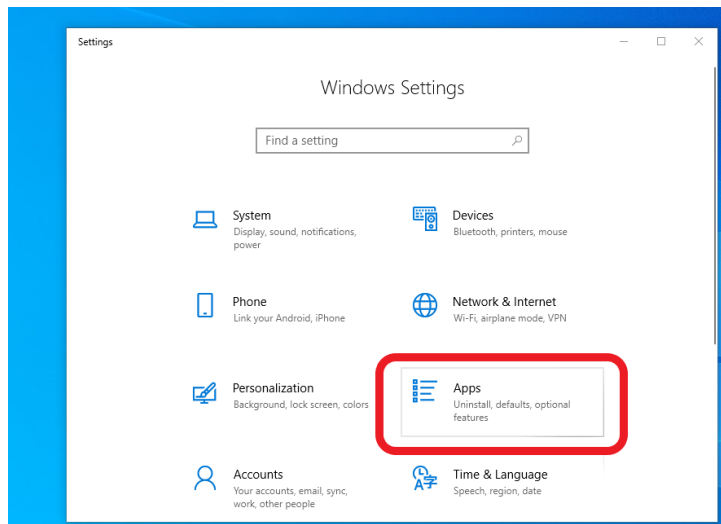 Settings
Windows Settings
Find a setting
System
Display, sound, notifications,
power
Devices
Bluetooth, printers, mouse
Phone
Link your Android, iPhone
Network & Internet
Wi-Fi, airplane mode, VPN
Personalization
Background, lock screen, colors
Apps
Uninstall, defaults, optional
features
Accounts
Your accounts, email, sync,
work, other people
Time & Language
Speech, region, date